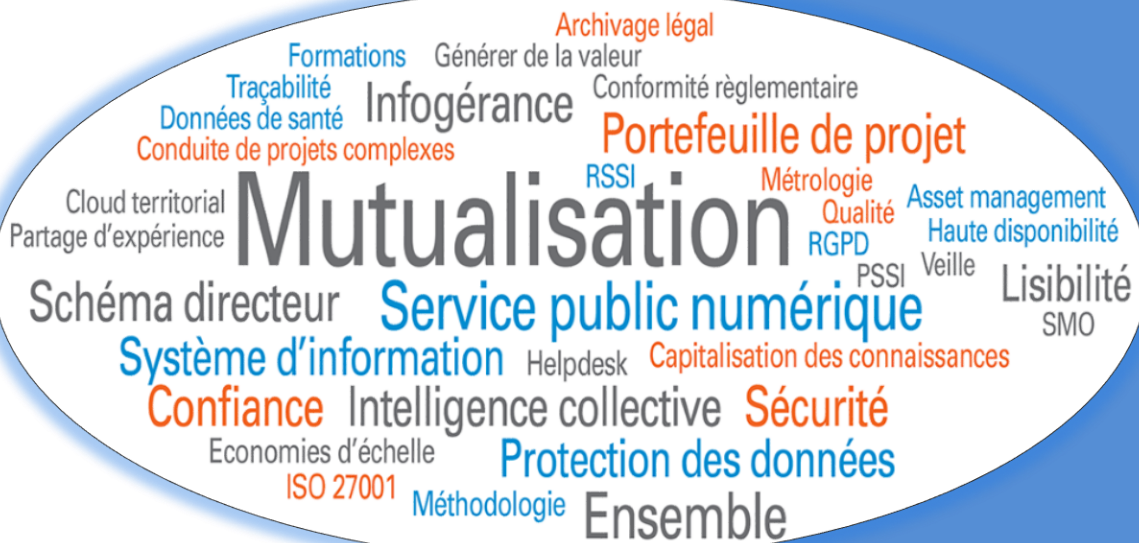 Archivage légal
Formations
Générer de la valeur
Traçabilité
Infogérance
Conformité règlementaire
Données de santé
Portefeuille de projet
Conduite de projets complexes
RSSI
Métrologie
Cloud territorial
Mutualisation
Qualité
Asset management
Partage d'expérience
RGPD
Haute disponibilité
PSSI
Veille
Lisibilité
Schéma directeur
Service public numérique
SMO
Système d'information
Helpdesk
Capitalisation des connaissances
Confiance
Intelligence collective
Sécurité
Economies d'échelle
Protection des données
ISO 27001
Méthodologie
Ensemble